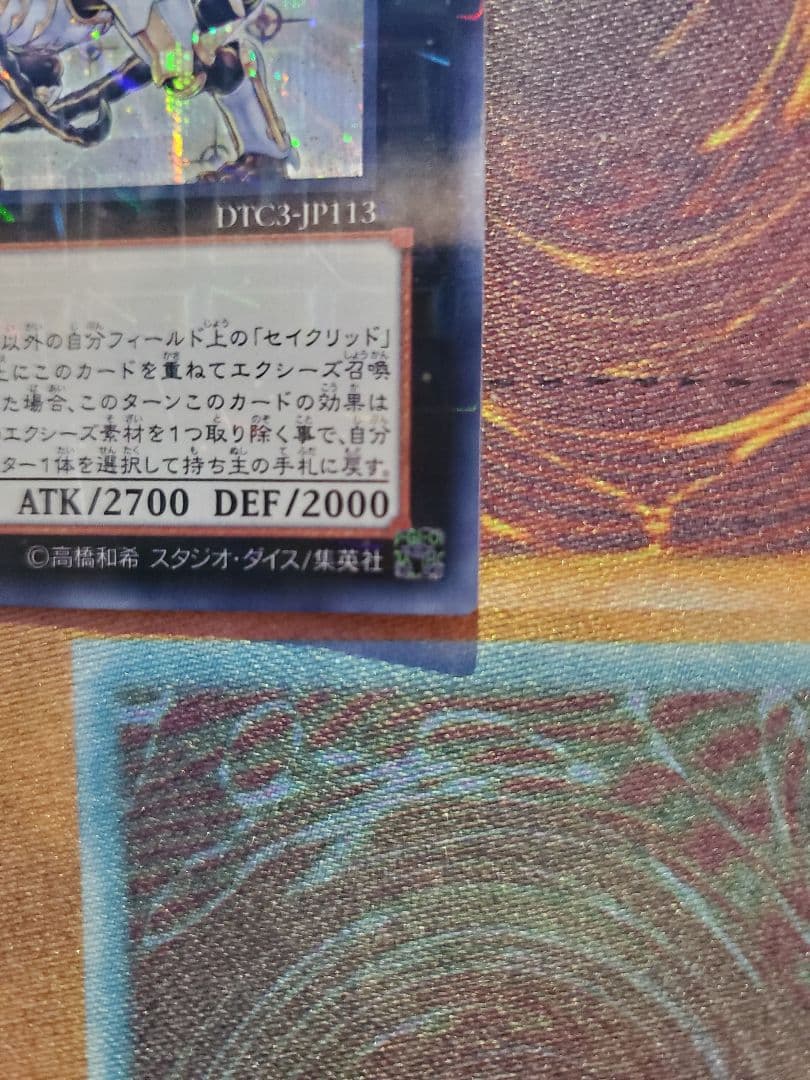 DTC3-JP113
以外の自分フィールド上の「セイクリッド」
上にこのカードを重ねてエクシーズ召喚
た場合、このターンこのカードの効果は
エクシーズ素材を1つ取り除く事で、自分
ター1体を選択して持ち主の手札に戻す。
ATK/2700 DEF/2000
©高橋和希 スタジオ・ダイス/集英社